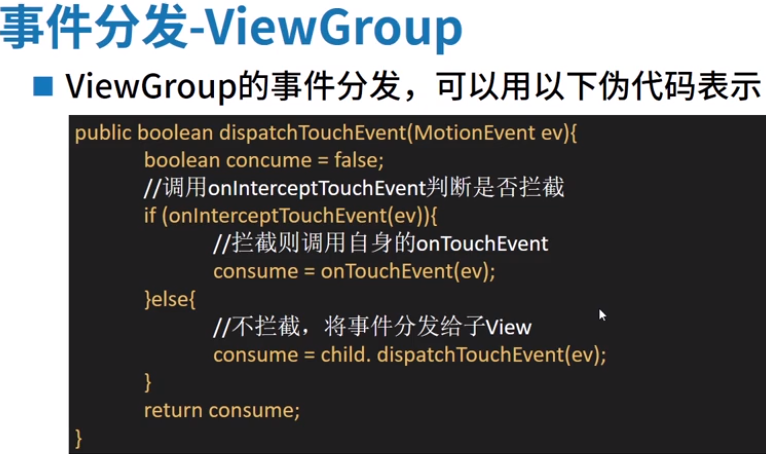 事件分发-ViewGroup
ViewGroup的事件分发，可以用以下伪代码表示
public boolean dispatchTouchEvent(MotionEvent ev){
boolean concume = false;
//调用onInterceptTouchEvent判断是否拦截
if (onInterceptTouchEvent(ev)){
//拦截则调用自身的onTouchEvent
consume = onTouchEvent(ev);
}else{
//不拦截，将事件分发给子View
consume = child. dispatchTouchEvent(ev);
}
return consume;
}